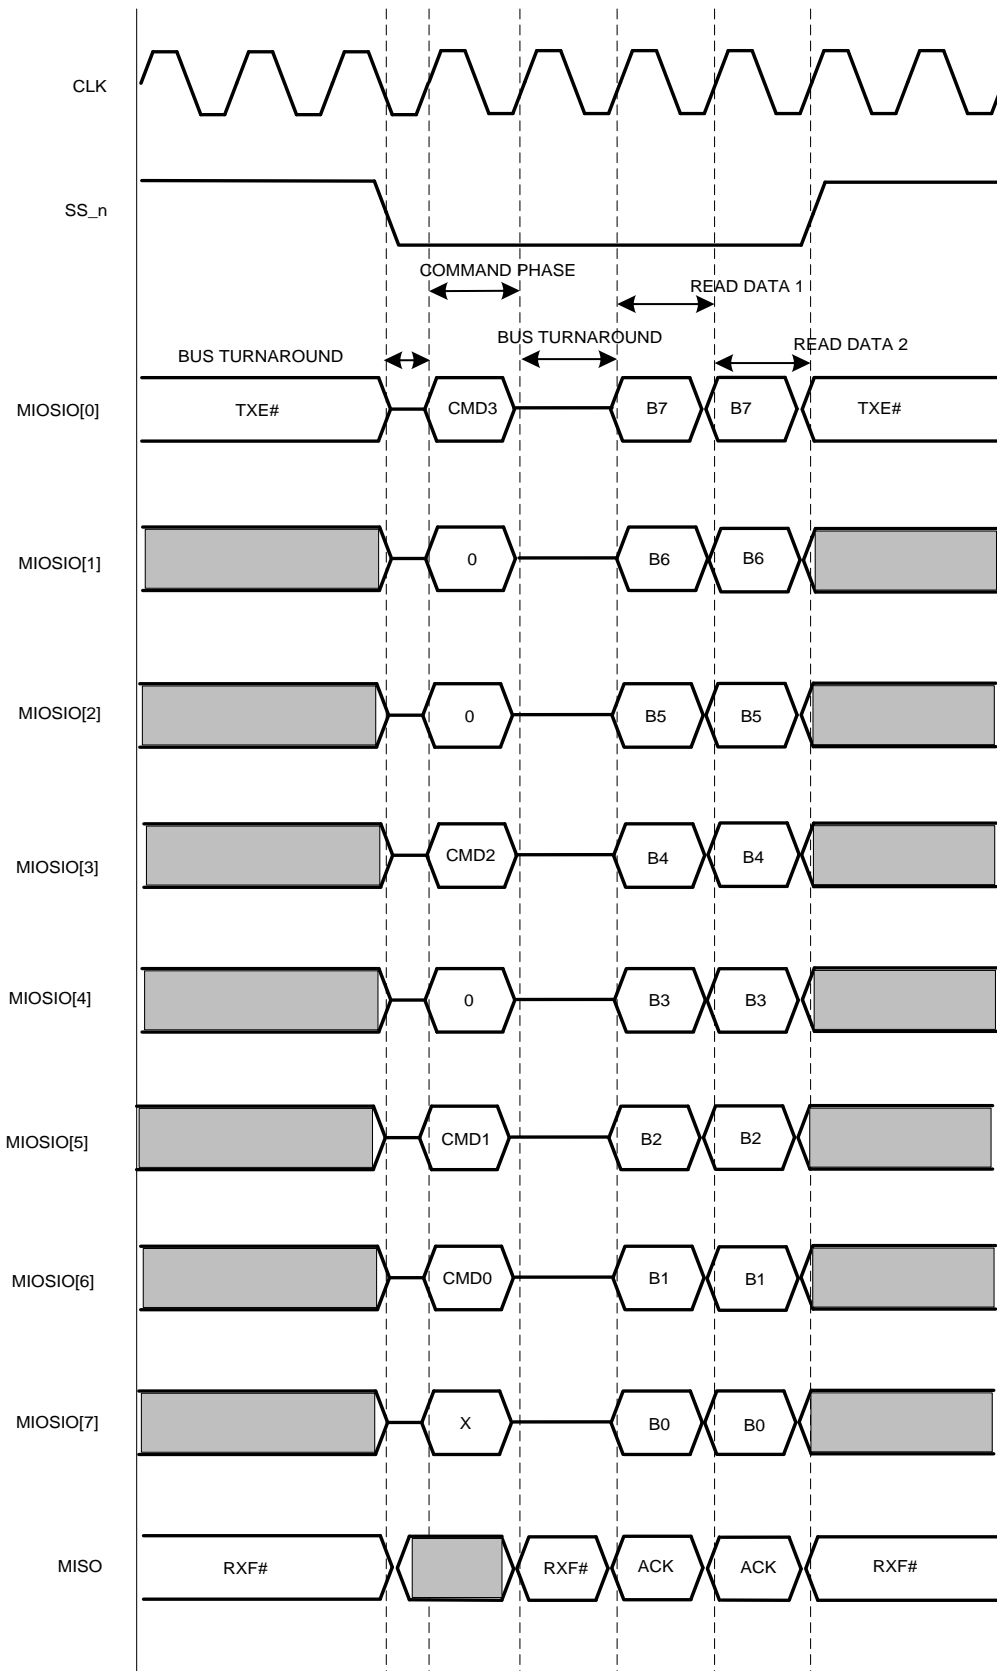 CLK
SS_n
COMMAND PHASE
READ DATA 1
BUS TURNAROUND
READ DATA 2
BUS TURNAROUND
MIOSIO[0] TXE# CMD3 B7 B7 TXE#
MIOSIO[1] 0 B6 B6
MIOSIO[2] 0 B5 B5
MIOSIO[3] CMD2 B4 B4
MIOSIO[4] 0 B3 B3
MIOSIO[5] CMD1 B2 B2
MIOSIO[6] CMD0 B1 B1
MIOSIO[7] X B0 B0
MISO RXF# RXF# ACK ACK RXF#